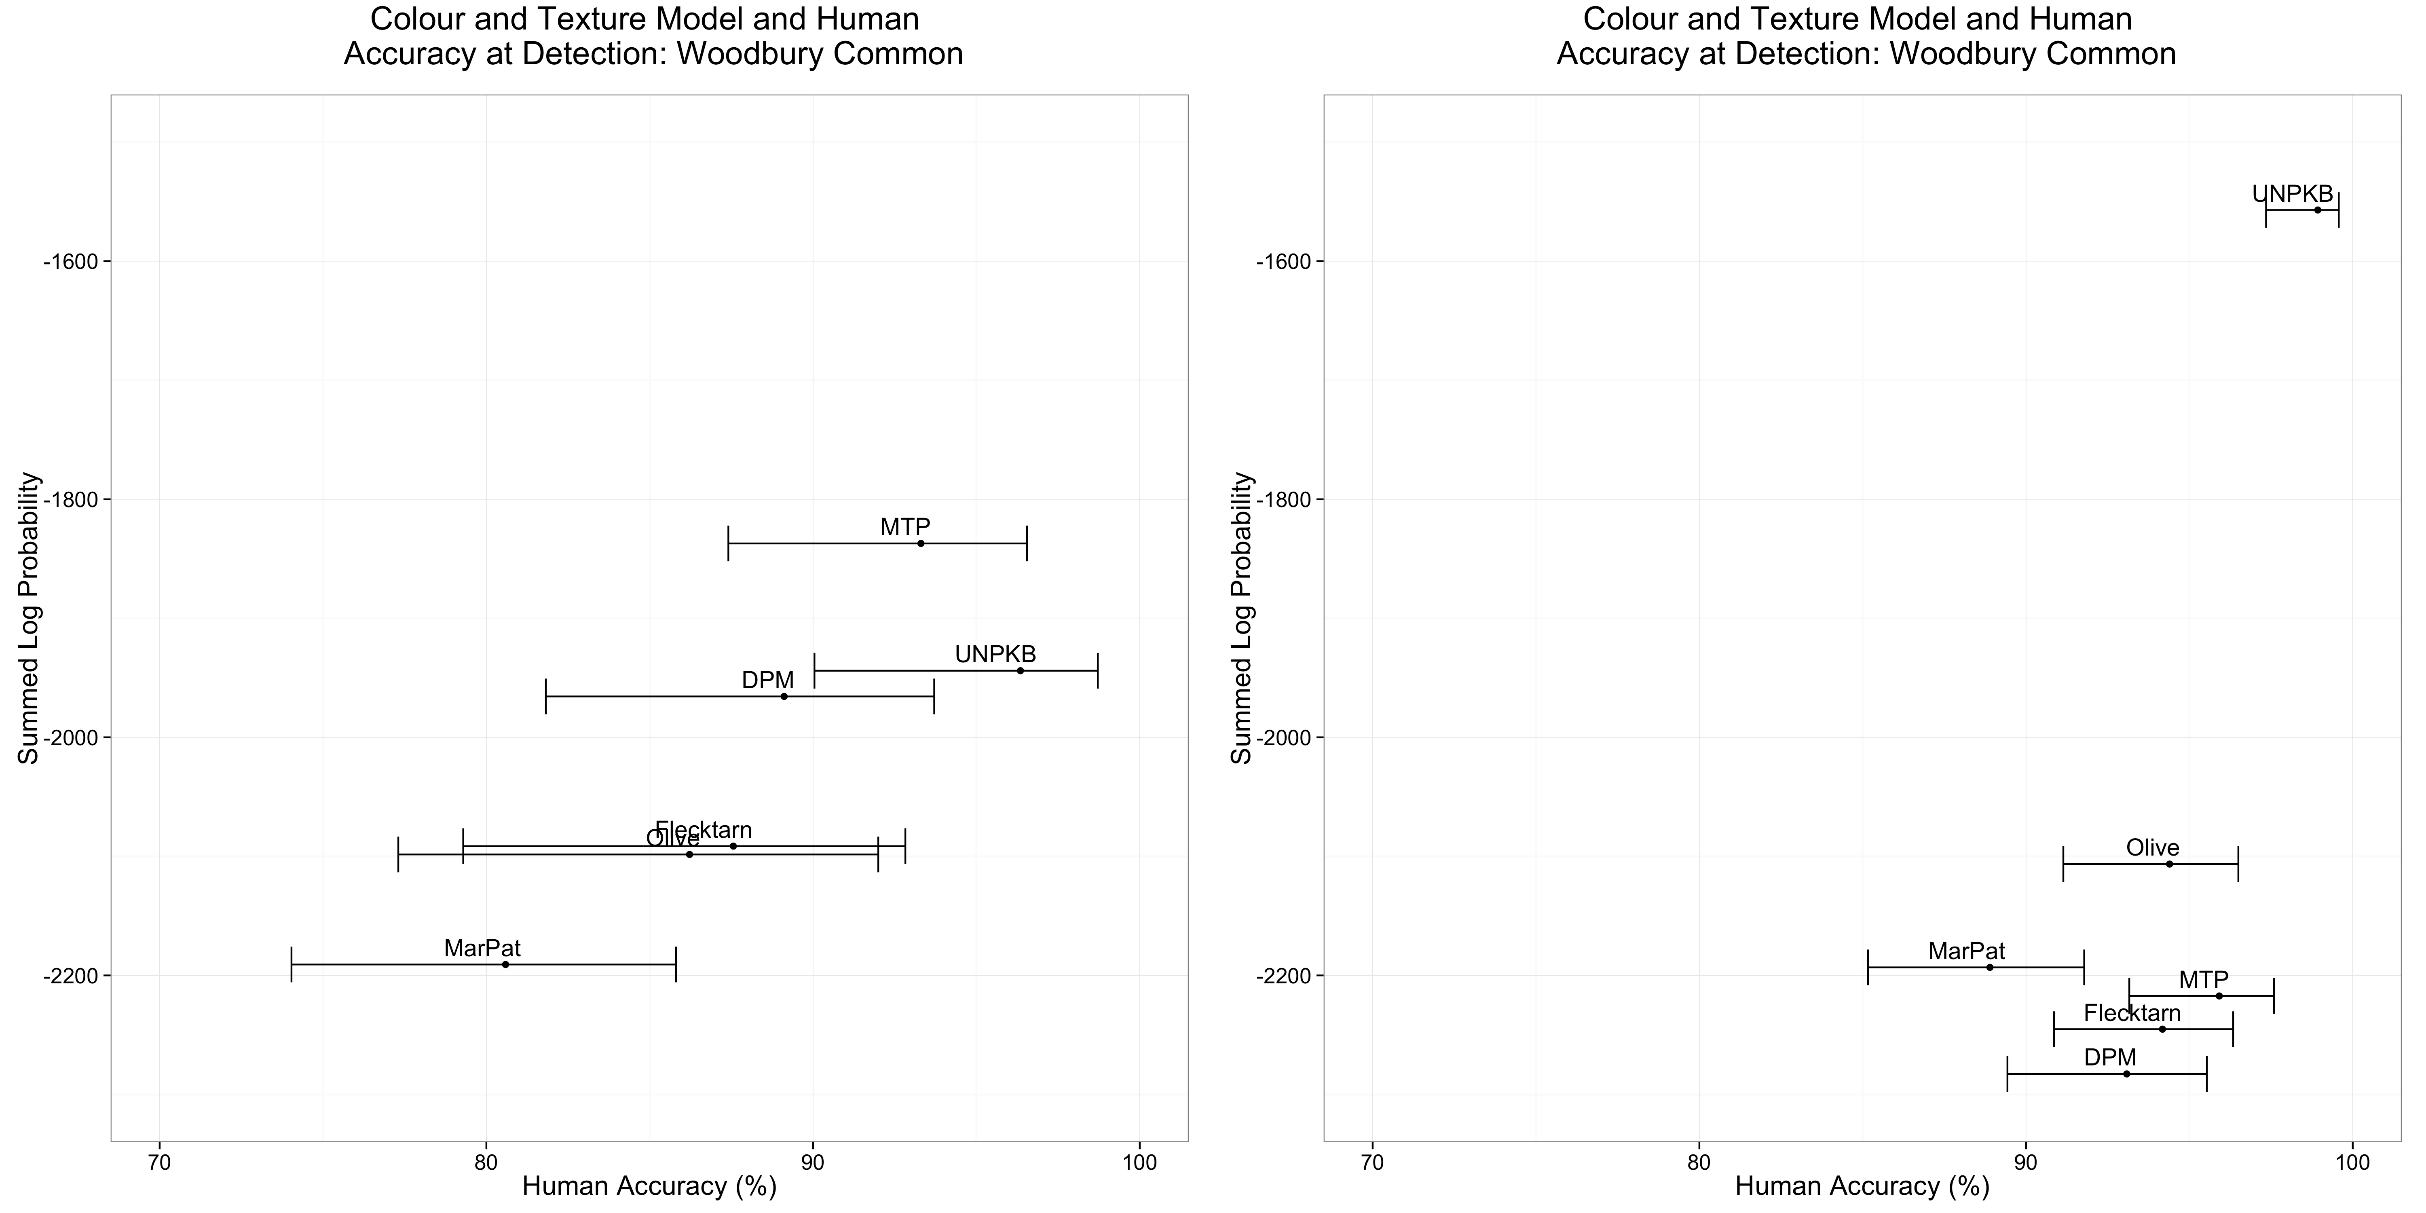 Colour and Texture Model and Human
Accuracy at Detection: Woodbury Common
Summed Log Probability
-1600
-1800
-2000
-2200
MTP
UNPKB
DPM
Flecktarn
Olive
MarPat
70
80
90
100
Human Accuracy (%)
Colour and Texture Model and Human
Accuracy at Detection: Woodbury Common
Summed Log Probability
-1600
-1800
-2000
-2200
UNPKB
Olive
MarPat
MTP
Flecktarn
DPM
70
80
90
100
Human Accuracy (%)